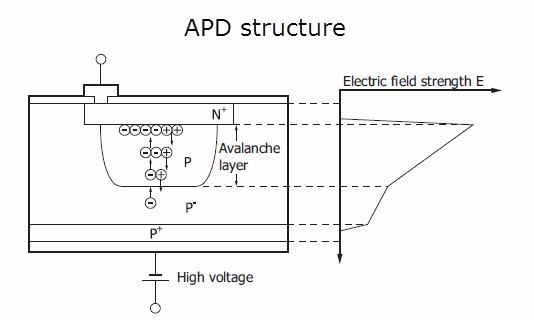 APD structure
Electric field strength E
N+
Avalanche
layer
P
P-
P+
High voltage